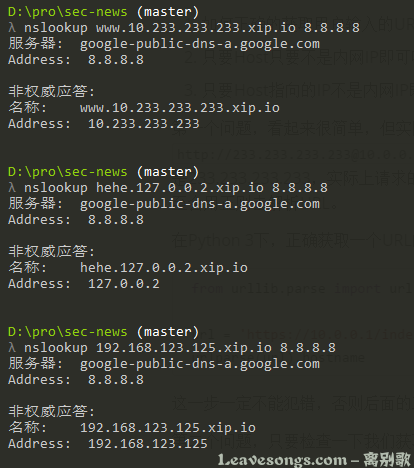 D:\pro\sec-news (master)
λ nslookup www.10.233.233.233.xip.io 8.8.8.8
服务器:  google-public-dns-a.google.com
Address:  8.8.8.8
非权威应答:
名称:    www.10.233.233.233.xip.io
Address:  10.233.233.233
D:\pro\sec-news (master)
λ nslookup hehe.127.0.0.2.xip.io 8.8.8.8
服务器:  google-public-dns-a.google.com
Address:  8.8.8.8
非权威应答:
名称:    hehe.127.0.0.2.xip.io
Address:  127.0.0.2
D:\pro\sec-news (master)
λ nslookup 192.168.123.125.xip.io 8.8.8.8
服务器:  google-public-dns-a.google.com
Address:  8.8.8.8
非权威应答:
名称:    192.168.123.125.xip.io
Address:  192.168.123.125
Leavesongs.com – 离别歌